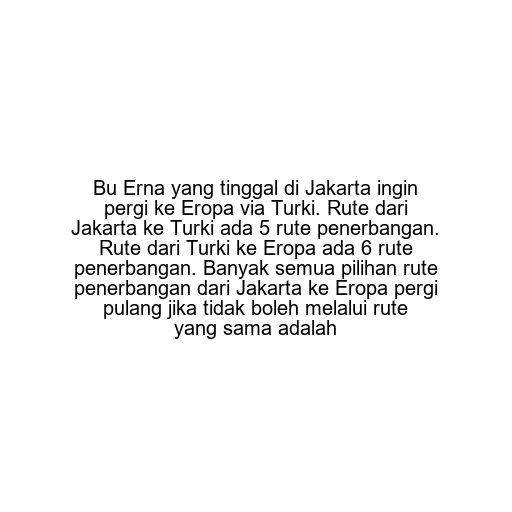 Bu Erna yang tinggal di Jakarta ingin
pergi ke Eropa via Turki. Rute dari
Jakarta ke Turki ada 5 rute penerbangan.
Rute dari Turki ke Eropa ada 6 rute
penerbangan. Banyak semua pilihan rute
penerbangan dari Jakarta ke Eropa pergi
pulang jika tidak boleh melalui rute
yang sama adalah